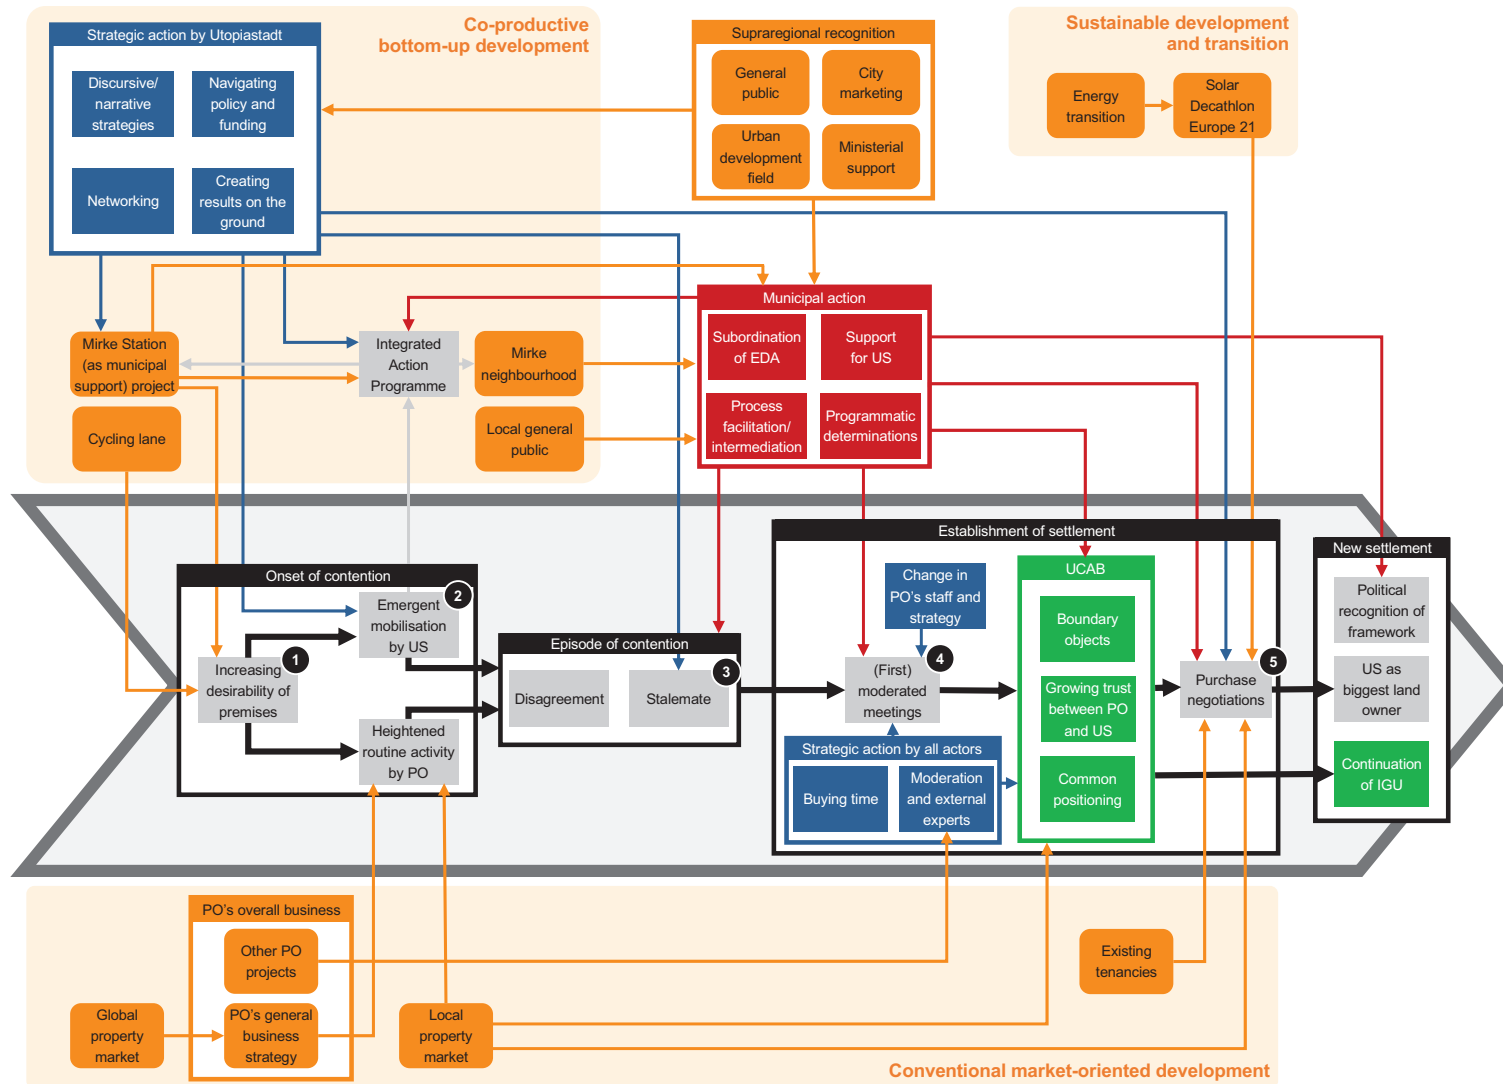 Co-productive
bottom-up development
Strategic action by Utopiastadt
Discursive/
narrative
strategies
Navigating
policy and
funding
Networking
Creating
results on the
ground
Supraregional recognition
General
public
City
marketing
Urban
development
field
Ministerial
support
Sustainable development
and transition
Energy
transition
Solar
Decathlon
Europe 21
Mirke Station
(as municipal
support) project
Integrated
Action
Programme
Mirke
neighbourhood
Cycling lane
Local general
public
Municipal action
Subordination
of EDA
Support
for US
Process
facilitation/
intermediation
Programmatic
determinations
Onset of contention
Increasing
desirability of
premises
1
Emergent
mobilisation
by US
2
Heightened
routine activity
by PO
Episode of contention
Disagreement
Stalemate
3
Establishment of settlement
Change in
PO's staff and
strategy
(First)
moderated
meetings
4
Strategic action by all actors
Buying time
Moderation
and external
experts
UCAB
Boundary
objects
Growing trust
between PO
and US
Common
positioning
Purchase
negotiations
5
New settlement
Political
recognition of
framework
US as
biggest land
owner
Continuation
of IGU
PO's overall business
Other PO
projects
PO's general
business
strategy
Global
property
market
Local
property
market
Existing
tenancies
Conventional market-oriented development